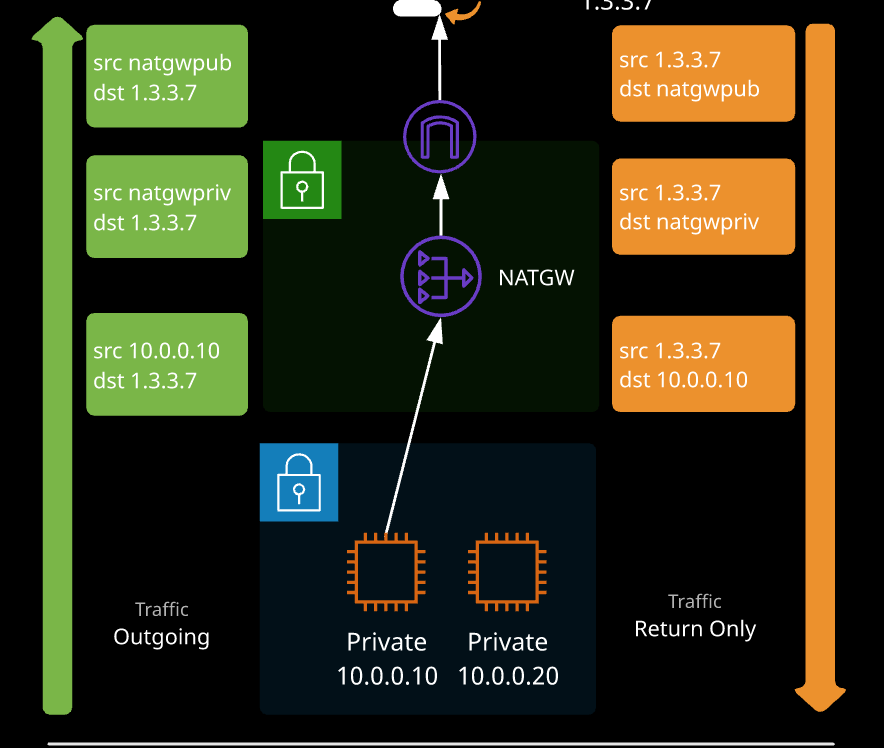 1.3.3.7
src natgwpub
dst 1.3.3.7
src natgwpriv
dst 1.3.3.7
src 10.0.0.10
dst 1.3.3.7
Traffic
Outgoing
NATGW
Private
10.0.0.10
Private
10.0.0.20
src 1.3.3.7
dst natgwpub
src 1.3.3.7
dst natgwpriv
src 1.3.3.7
dst 10.0.0.10
Traffic
Return Only